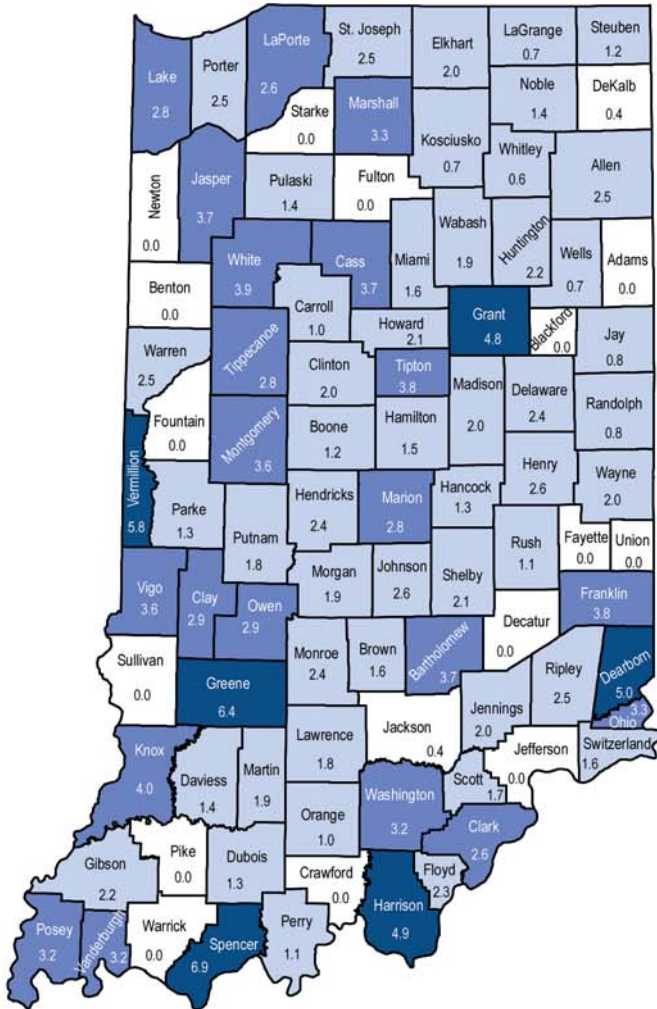 St. Joseph
2.5
Elkhart
2.0
LaGrange
0.7
Steuben
1.2
Lake
2.8
Porter
2.5
LaPorte
2.6
Noble
1.4
DeKalb
0.4
Starke
0.0
Marshall
3.3
Kosciusko
0.7
Whitley
0.6
Allen
2.5
Newton
0.0
Jasper
3.7
Pulaski
1.4
Fulton
0.0
Wabash
1.9
Huntington
2.2
Wells
0.7
Adams
0.0
Benton
0.0
White
3.9
Cass
3.7
Miami
1.6
Carroll
1.0
Howard
2.1
Grant
4.8
Blackford
0.0
Jay
0.8
Warren
2.5
Tippecanoe
2.8
Clinton
2.0
Tipton
3.8
Madison
2.0
Delaware
2.4
Randolph
0.8
Fountain
0.0
Montgomery
3.6
Boone
1.2
Hamilton
1.5
Henry
2.6
Wayne
2.0
Vermillion
5.8
Parke
1.3
Putnam
1.8
Hendricks
2.4
Marion
2.8
Hancock
1.3
Rush
1.1
Fayette
0.0
Union
0.0
Vigo
3.6
Clay
2.9
Owen
2.9
Morgan
1.9
Johnson
2.6
Shelby
2.1
Decatur
0.0
Franklin
3.8
Sullivan
0.0
Greene
6.4
Monroe
2.4
Brown
1.6
Bartholomew
3.7
Jennings
2.0
Ripley
2.5
Dearborn
5.0
3.3
Ohio
Knox
4.0
Daviess
1.4
Martin
1.9
Lawrence
1.8
Jackson
0.4
Jefferson
0.0
Switzerland
1.6
Scott
1.7
Orange
1.0
Washington
3.2
Clark
2.6
Gibson
2.2
Pike
0.0
Dubois
1.3
Crawford
0.0
Harrison
4.9
Floyd
2.3
Posey
3.2
Vanderburgh
3.2
Warrick
0.0
Spencer
6.9
Perry
1.1